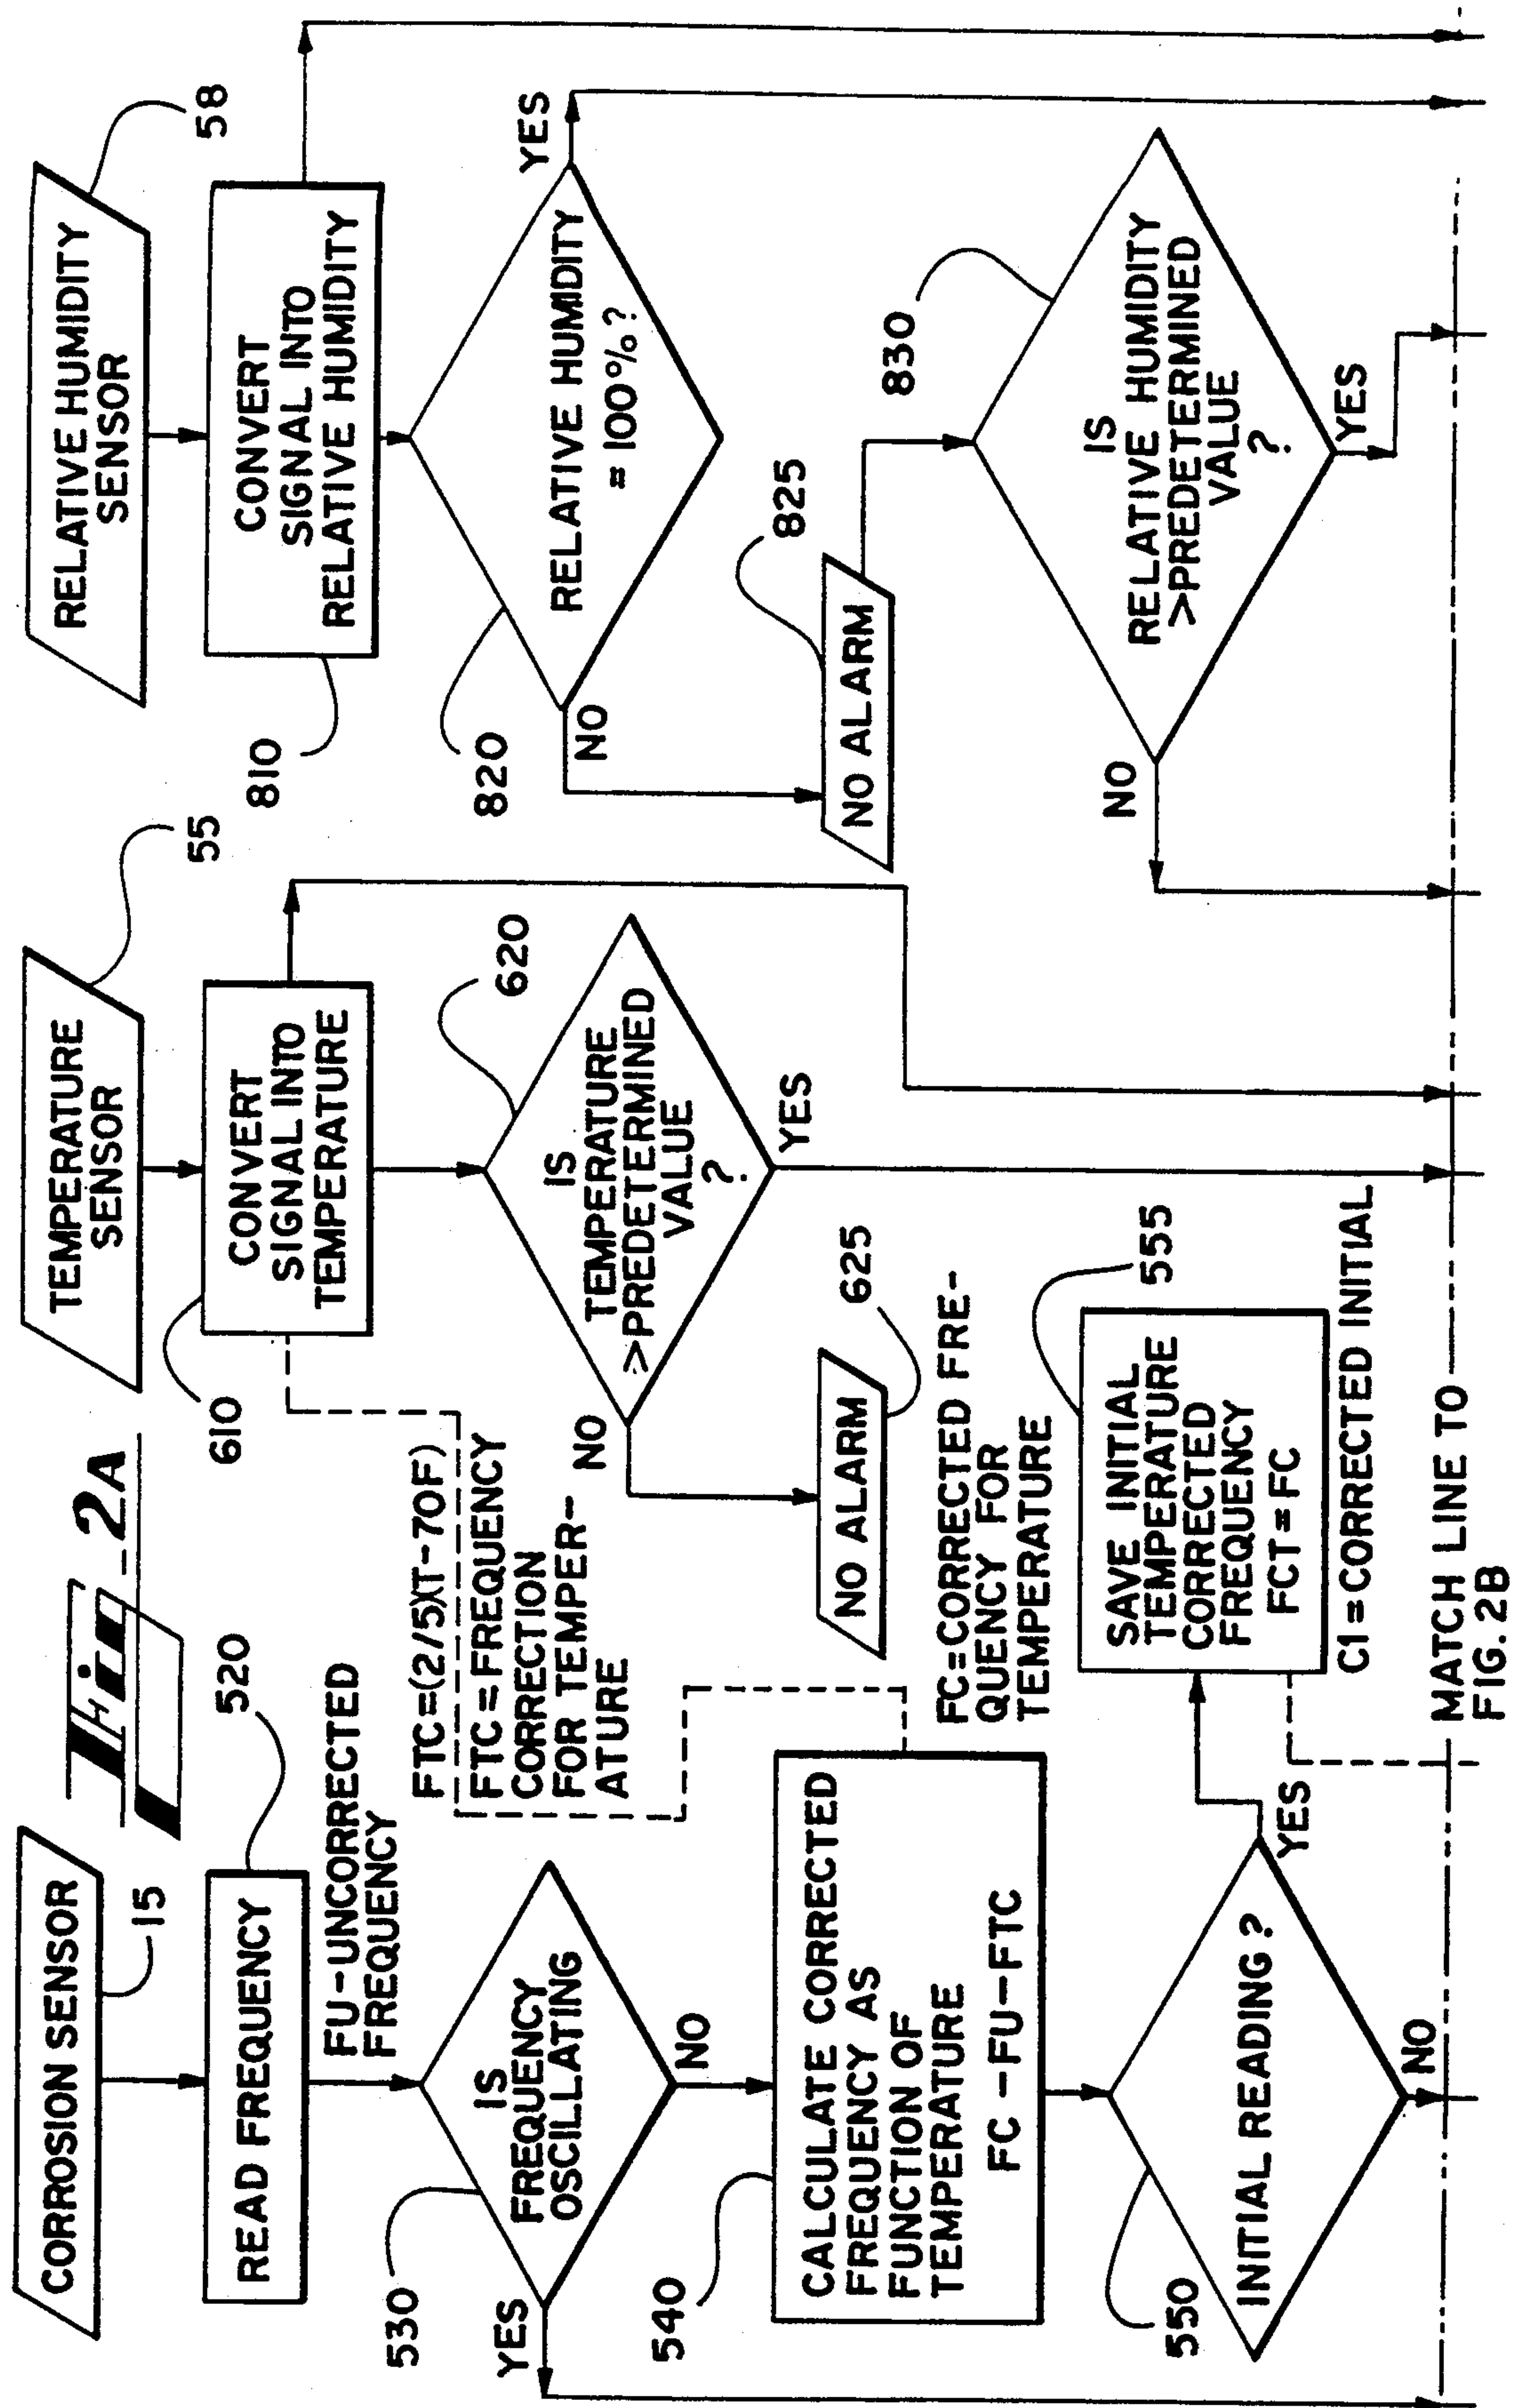 Fig. 2A
CORROSION SENSOR
15
READ FREQUENCY
520
FU-UNCORRECTED
FREQUENCY
IS
FREQUENCY
OSCILLATING
530
YES
NO
CALCULATE CORRECTED
FREQUENCY AS
FUNCTION OF
TEMPERATURE
FC -FU-FTC
540
INITIAL READING ?
550
YES
NO
FTC=(2/5)(T-70F)
FTC=FREQUENCY
CORRECTION
FOR TEMPER-
ATURE
FC=CORRECTED FRE-
QUENCY FOR
TEMPERATURE
SAVE INITIAL
TEMPERATURE
CORRECTED
FREQUENCY
FCT=FC
555
C1=CORRECTED INITIAL
TEMPERATURE
SENSOR
55
CONVERT
SIGNAL INTO
TEMPERATURE
610
IS
TEMPERATURE
>PREDETERMINED
VALUE
?
620
NO
YES
NO ALARM
625
RELATIVE HUMIDITY
SENSOR
58
CONVERT
SIGNAL INTO
RELATIVE HUMIDITY
810
RELATIVE HUMIDITY
= 100% ?
820
YES
NO
NO ALARM
825
IS
RELATIVE HUMIDITY
>PREDETERMINED
VALUE
?
830
NO
YES
MATCH LINE TO
FIG. 2B